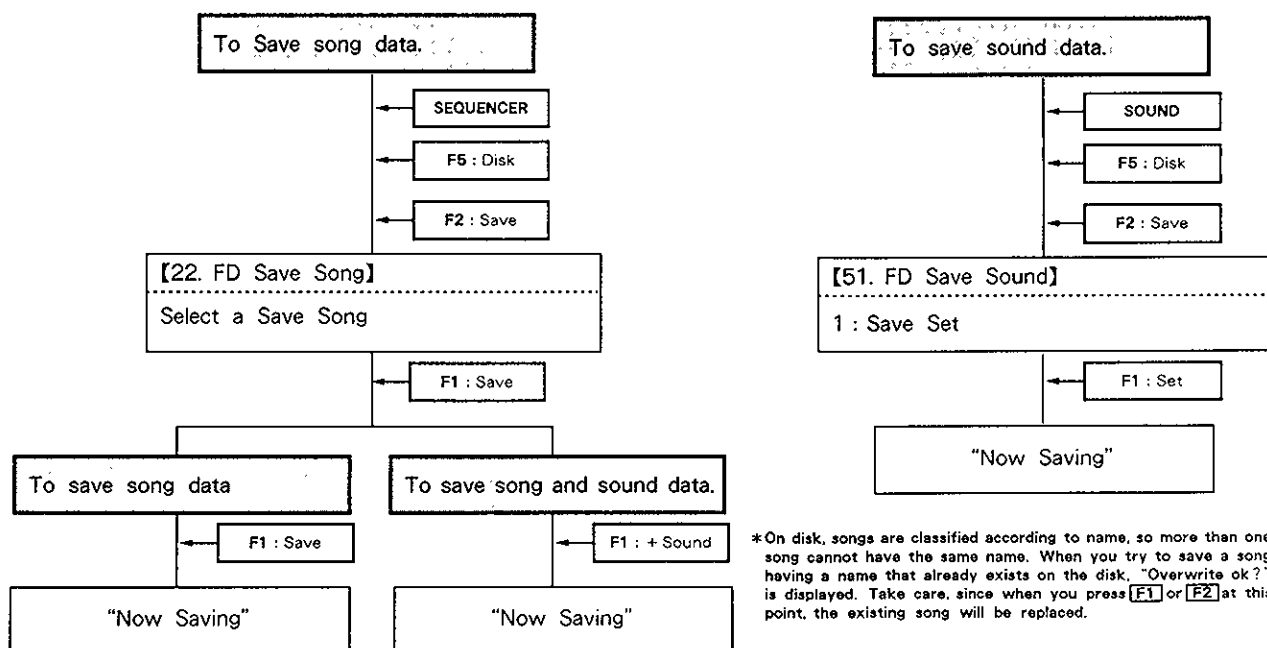 To Save song data.
SEQUENCER
F5 : Disk
F2 : Save
【22. FD Save Song】
Select a Save Song
F1 : Save
To save song data
F1 : Save
"Now Saving"
To save song and sound data.
F1 : + Sound
"Now Saving"
To save sound data.
SOUND
F5 : Disk
F2 : Save
【51. FD Save Sound】
1 : Save Set
F1 : Set
"Now Saving"
*On disk, songs are classified according to name, so more than one
song cannot have the same name. When you try to save a song
having a name that already exists on the disk, "Overwrite ok?"
is displayed. Take care, since when you press F1 or F2 at this
point, the existing song will be replaced.